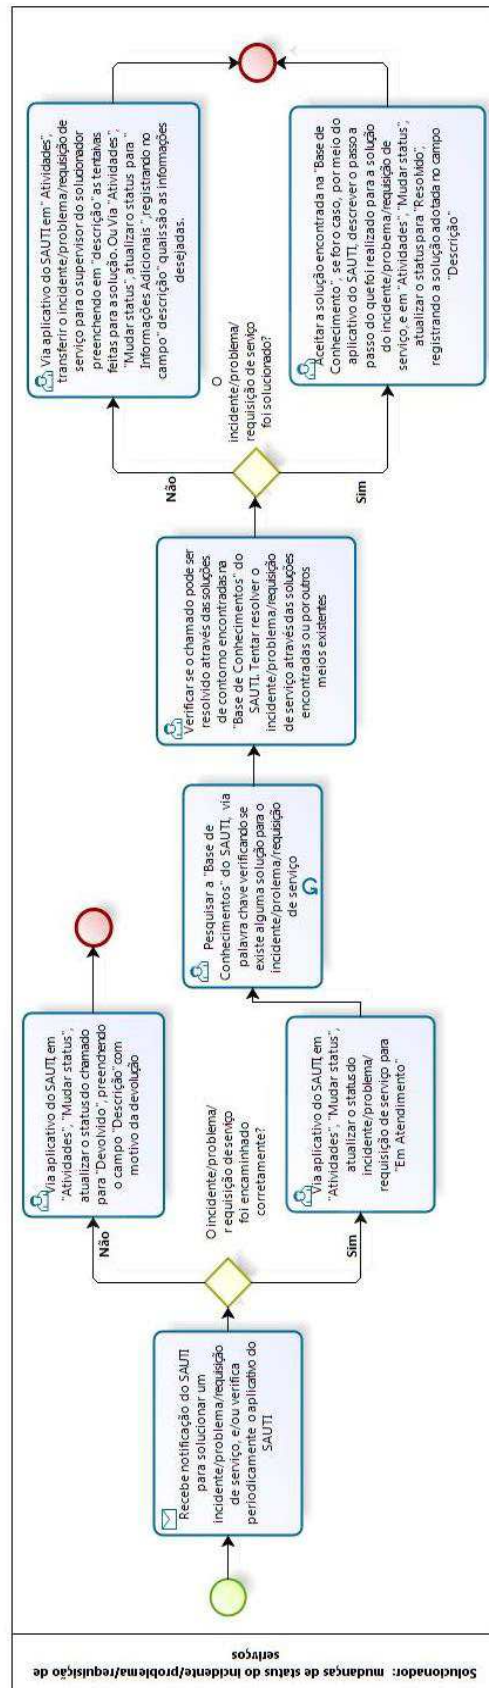 Solucionador: mudanças de status do incidente/problema/requisição de
serivços
Recebe notificação do SAUTI
para solucionar um
incidente/problema/requisição
de serviço, e/ou verifica
periodicamente o aplicativo do
SAUTI
O incidente/problema/
requisição de serviço
foi encaminhado
corretamente?
Não
Via aplicativo do SAUTI, em
"Atividades", "Mudar status",
atualizar o status do chamado
para "Devolvido", preenchendo
o campo "Descrição" com
motivo da devolução
Sim
Via aplicativo do SAUTI, em
"Atividades", "Mudar status",
atualizar o status do
incidente/problema/
requisição de serviço para
"Em Atendimento"
Pesquisar a "Base de
Conhecimentos" do SAUTI, via
palavra chave verificando se
existe alguma solução para o
incidente/prolema/requisição
de serviço
Verificar se o chamado pode ser
resolvido através das soluções
de contorno encontradas na
"Base de Conhecimentos" do
SAUTI. Tentar resolver o
incidente/problema/requisição
de serviço através das soluções
encontradas ou por outros
meios existentes
O
incidente/problema/
requisição de serviço
foi solucionado?
Não
Via aplicativo do SAUTI em "Atividades",
transferir o incidente/problema/requisição de
serviço para o supervisor do solucionador
preenchendo em "descrição" as tentativas
feitas para a solução. Ou Via "Atividades",
"Mudar status", atualizar o status para "
Informações Adicionais", registrando no
campo" descrição" quais são as informações
desejadas.
Sim
Aceitar a solução encontrada na "Base de
Conhecimento", se for o caso, por meio do
aplicativo do SAUTI, descrever o passo a
passo do que foi realizado para a solução
do incidente/probema/requisição de
serviço, e em "Atividades", "Mudar status",
atualizar o status para "Resolvido",
registrando a solução adotada no campo
"Descrição"